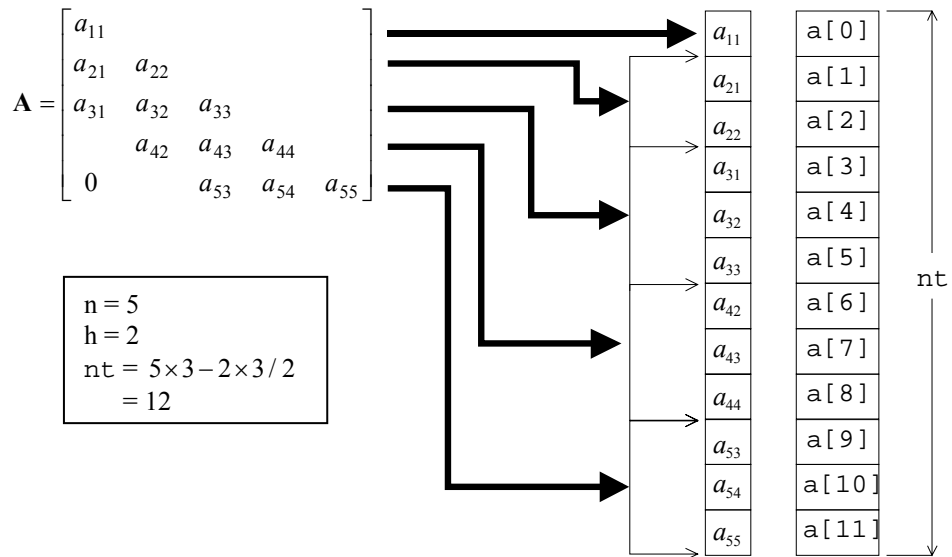 a₁₁
a₂₁ a₂₂
A = a₃₁ a₃₂ a₃₃
a₄₂ a₄₃ a₄₄
0 a₅₃ a₅₄ a₅₅
n = 5
h = 2
nt = 5×3−2×3/2
= 12
a₁₁ a[0]
a₂₁ a[1]
a₂₂ a[2]
a₃₁ a[3]
a₃₂ a[4]
a₃₃ a[5]
a₄₂ a[6]
a₄₃ a[7]
a₄₄ a[8]
a₅₃ a[9]
a₅₄ a[10]
a₅₅ a[11]
nt